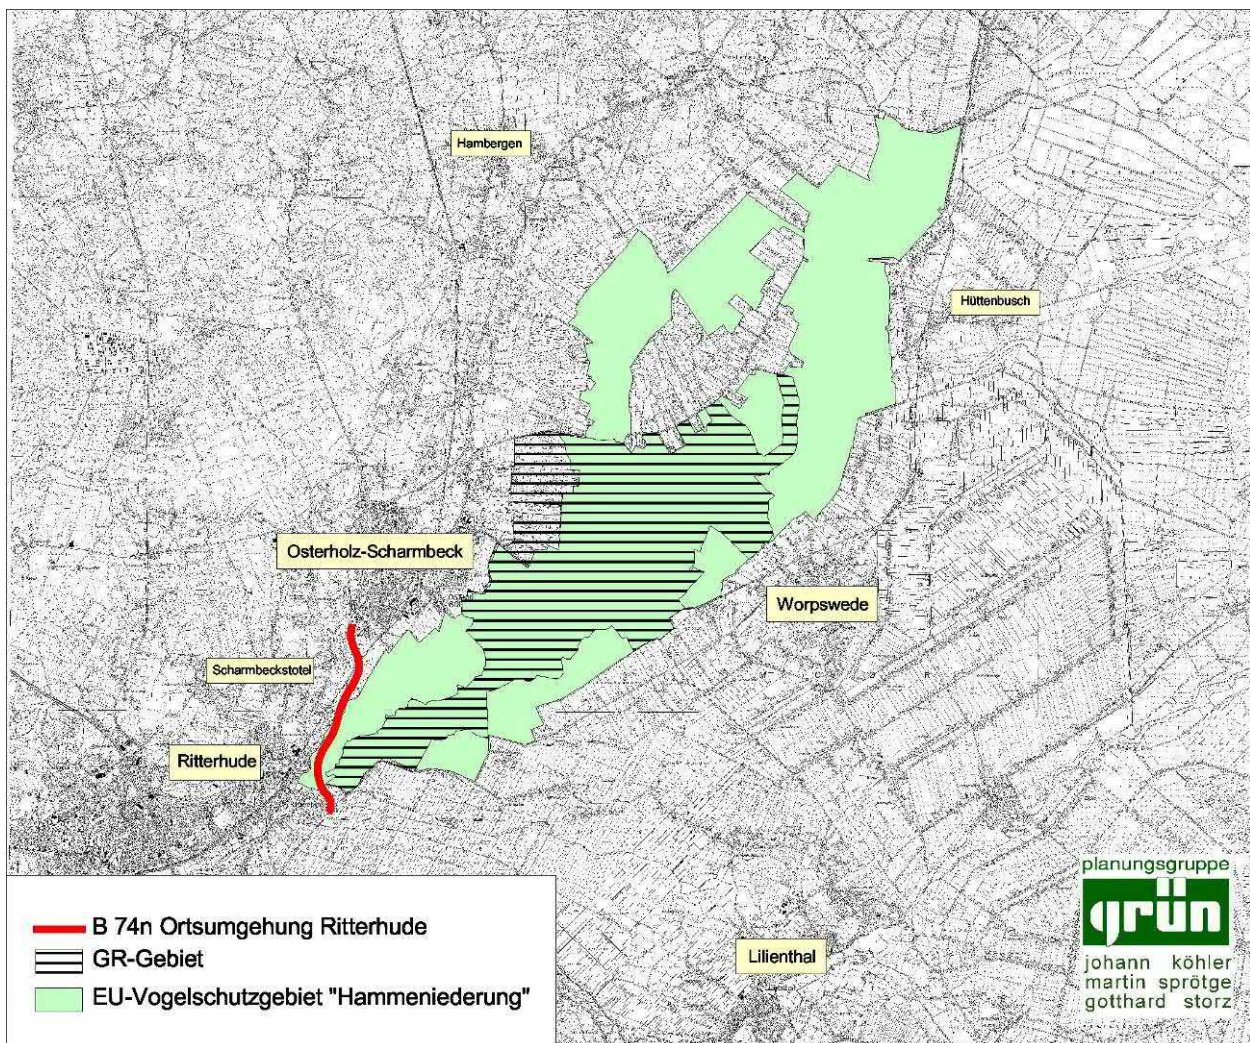 Hambergen
Hüttenbusch
Osterholz-Scharmbeck
Worpswede
Scharmbeckstotel
Ritterhude
Lilienthal
B 74n Ortsumgehung Ritterhude
GR-Gebiet
EU-Vogelschutzgebiet "Hammeniederung"
planungsgruppe
grün
johann köhler
martin sprötge
gotthard storz